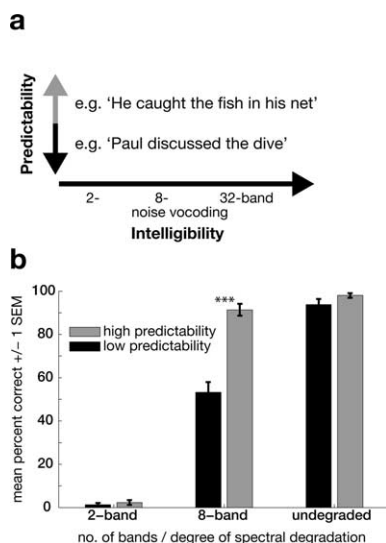 a
Predictability
e.g. ‘He caught the fish in his net’
e.g. ‘Paul discussed the dive’
2- 8- 32-band
noise vocoding
Intelligibility
b
mean percent correct +/− 1 SEM
100
80
60
40
20
0
***
high predictability
low predictability
2−band 8−band undegraded
no. of bands / degree of spectral degradation